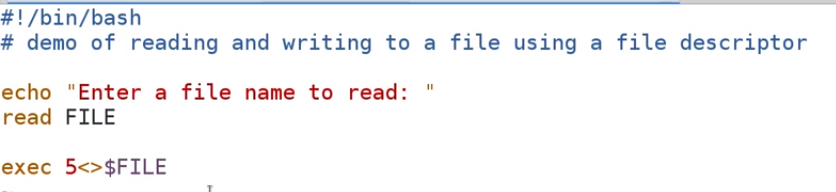 #!/bin/bash
# demo of reading and writing to a file using a file descriptor
echo "Enter a file name to read: "
read FILE
exec 5<>$FILE